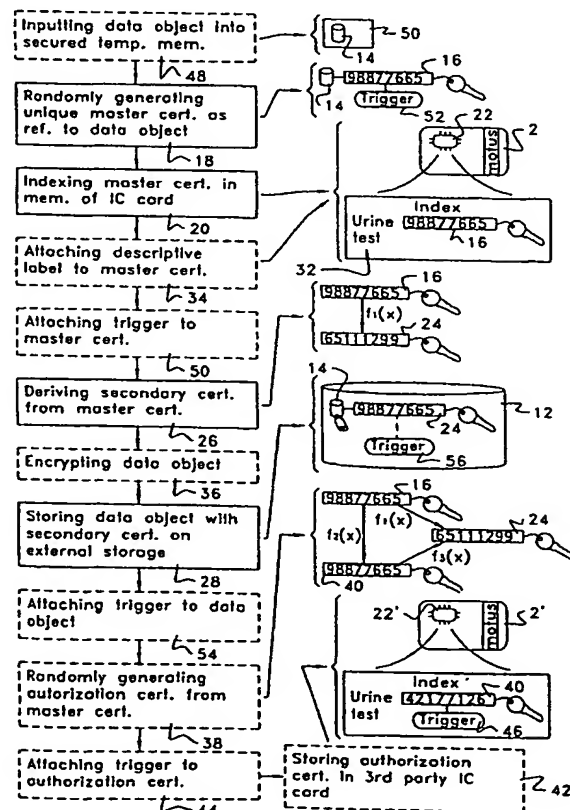 Inputting data object into
secured temp. mem.
48
Randomly generating
unique master cert. as
ref. to data object
18
Indexing master cert. in
mem. of IC card
20
Attaching descriptive
label to master cert.
34
Attaching trigger to
master cert.
50
Deriving secondary cert.
from master cert.
26
Encrypting data object
36
Storing data object with
secondary cert. on
external storage
28
Attaching trigger to data
object
54
Randomly generating
autorization cert. from
master cert.
38
Attaching trigger to
authorization cert.
44
50
14
16
14
98877665
Trigger
52
22
2
motus
Index
Urine
test
98877665
16
32
16
98877665
f1(x)
24
65111299
14
12
98877665
24
Trigger
56
16
98877665
f1(x)
24
f2(x)
65111299
f3(x)
98877665
40
22'
2'
motus
Index'
40
Urine
test
42177126
Trigger
46
Storing authorization
cert. in 3rd party IC
card
42